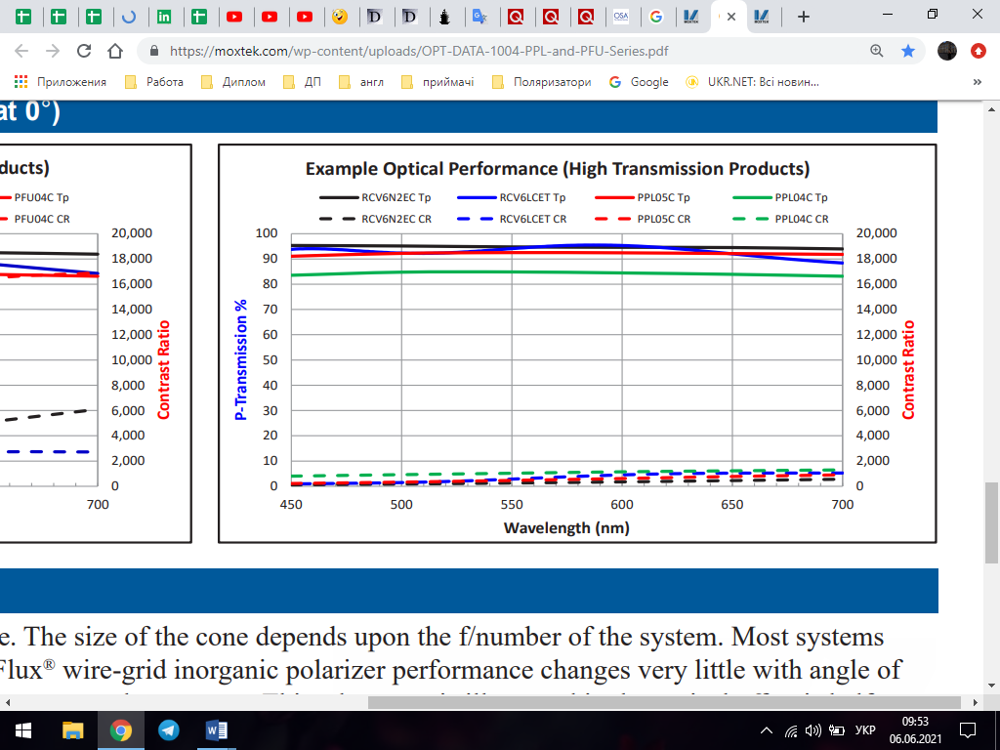 https://moxtek.com/wp-content/uploads/OPT-DATA-1004-PPL-and-PFU-Series.pdf
Приложения Работа Диплом ДП англ приймачі Поляризатори Google UKR.NET: Всі новин...
at 0°)
ducts)
PFU04C Tp
PFU04C CR
20,000
18,000
16,000
14,000
12,000
10,000
8,000
6,000
4,000
2,000
0
Contrast Ratio
700
Example Optical Performance (High Transmission Products)
RCV6N2EC Tp RCV6LCET Tp PPL05C Tp PPL04C Tp
RCV6N2EC CR RCV6LCET CR PPL05C CR PPL04C CR
P-Transmission %
100
90
80
70
60
50
40
30
20
10
0
20,000
18,000
16,000
14,000
12,000
10,000
8,000
6,000
4,000
2,000
0
Contrast Ratio
450 500 550 600 650 700
Wavelength (nm)
e. The size of the cone depends upon the f/number of the system. Most systems
Flux® wire-grid inorganic polarizer performance changes very little with angle of
УКР
09:53
06.06.2021